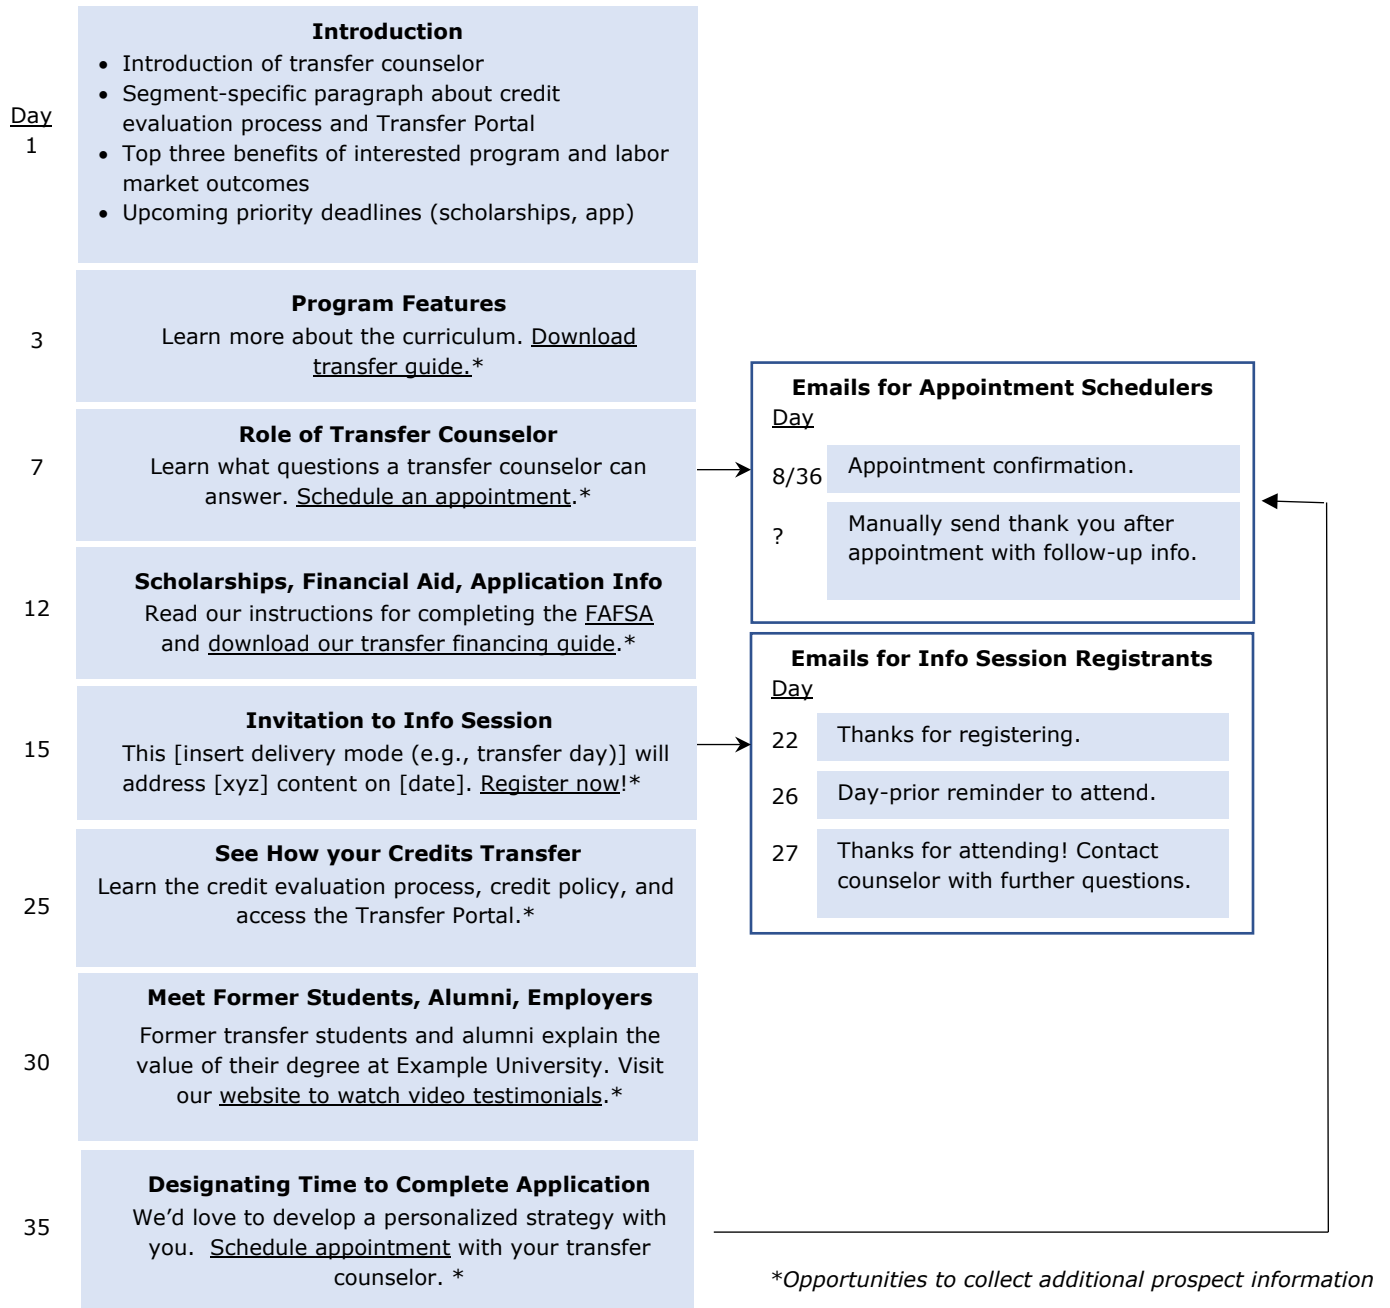 Introduction
• Introduction of transfer counselor
• Segment-specific paragraph about credit
evaluation process and Transfer Portal
• Top three benefits of interested program and labor
market outcomes
• Upcoming priority deadlines (scholarships, app)
Day
1
Program Features
Learn more about the curriculum. Download
transfer guide.*
3
Role of Transfer Counselor
Learn what questions a transfer counselor can
answer. Schedule an appointment.*
7
Scholarships, Financial Aid, Application Info
Read our instructions for completing the FAFSA
and download our transfer financing guide.*
12
Invitation to Info Session
This [insert delivery mode (e.g., transfer day)] will
address [xyz] content on [date]. Register now!*
15
See How your Credits Transfer
Learn the credit evaluation process, credit policy, and
access the Transfer Portal.*
25
Meet Former Students, Alumni, Employers
Former transfer students and alumni explain the
value of their degree at Example University. Visit
our website to watch video testimonials.*
30
Designating Time to Complete Application
We’d love to develop a personalized strategy with
you. Schedule appointment with your transfer
counselor. *
35
Emails for Appointment Schedulers
Day
8/36
Appointment confirmation.
?
Manually send thank you after
appointment with follow-up info.
Emails for Info Session Registrants
Day
22
Thanks for registering.
26
Day-prior reminder to attend.
27
Thanks for attending! Contact
counselor with further questions.
*Opportunities to collect additional prospect information